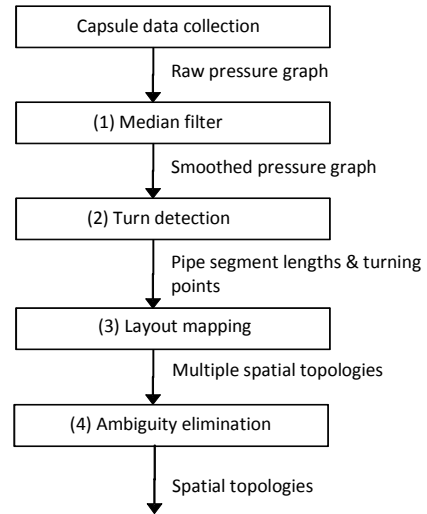 Capsule data collection
Raw pressure graph
(1) Median filter
Smoothed pressure graph
(2) Turn detection
Pipe segment lengths & turning
points
(3) Layout mapping
Multiple spatial topologies
(4) Ambiguity elimination
Spatial topologies